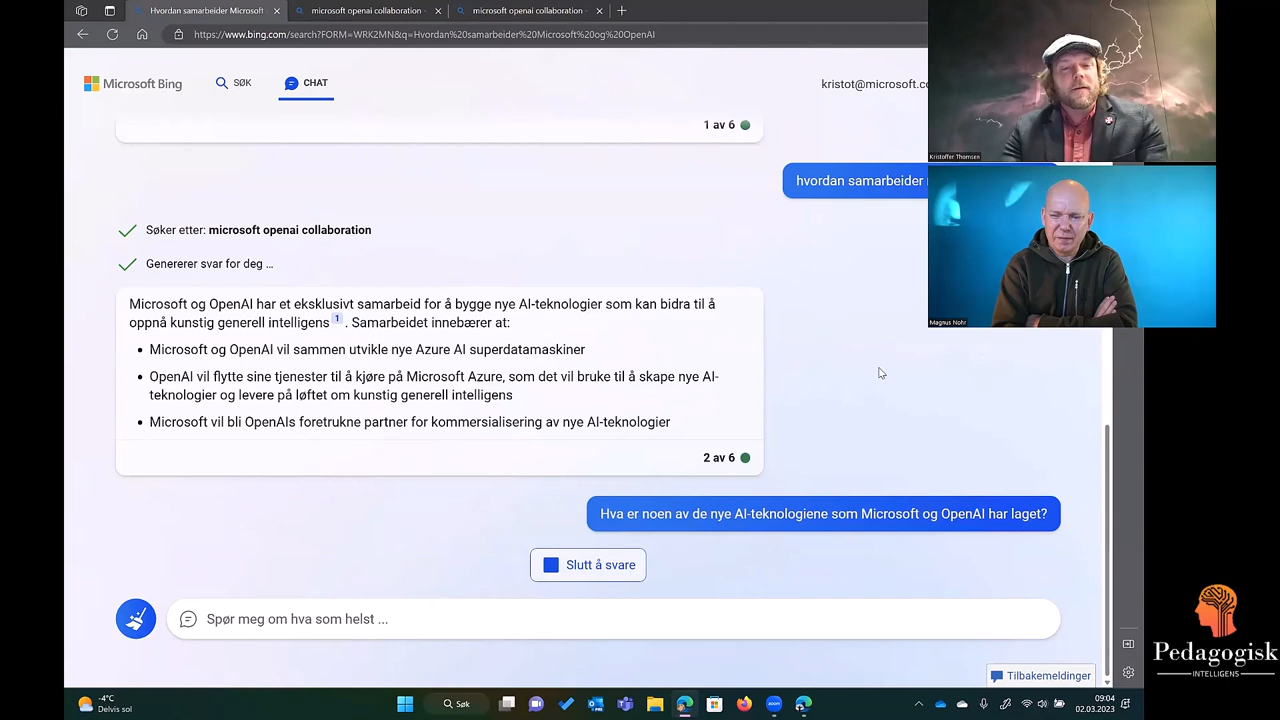 Hvordan samarbeider Microsoft
microsoft openai collaboration -
microsoft openai collaboration -
https://www.bing.com/search?FORM=WRK2MN&q=Hvordan%20samarbeider%20Microsoft%20og%20OpenAI
Microsoft Bing
SØK
CHAT
kristot@microsoft.co
1 av 6
hvordan samarbeider
Søker etter: microsoft openai collaboration
Genererer svar for deg ...
Microsoft og OpenAI har et eksklusivt samarbeid for å bygge nye AI-teknologier som kan bidra til å
oppnå kunstig generell intelligens 1 . Samarbeidet innebærer at:
• Microsoft og OpenAI vil sammen utvikle nye Azure AI superdatamaskiner
• OpenAI vil flytte sine tjenester til å kjøre på Microsoft Azure, som det vil bruke til å skape nye AI-
teknologier og levere på løftet om kunstig generell intelligens
• Microsoft vil bli OpenAIs foretrukne partner for kommersialisering av nye AI-teknologier
2 av 6
Hva er noen av de nye AI-teknologiene som Microsoft og OpenAI har laget?
Slutt å svare
Spør meg om hva som helst ...
Tilbakemeldinger
Kristoffer Thomsen
Magnus Nohr
Pedagogisk
INTELLIGENS
-4°C
Delvis sol
Søk
zoom
09:04
02.03.2023